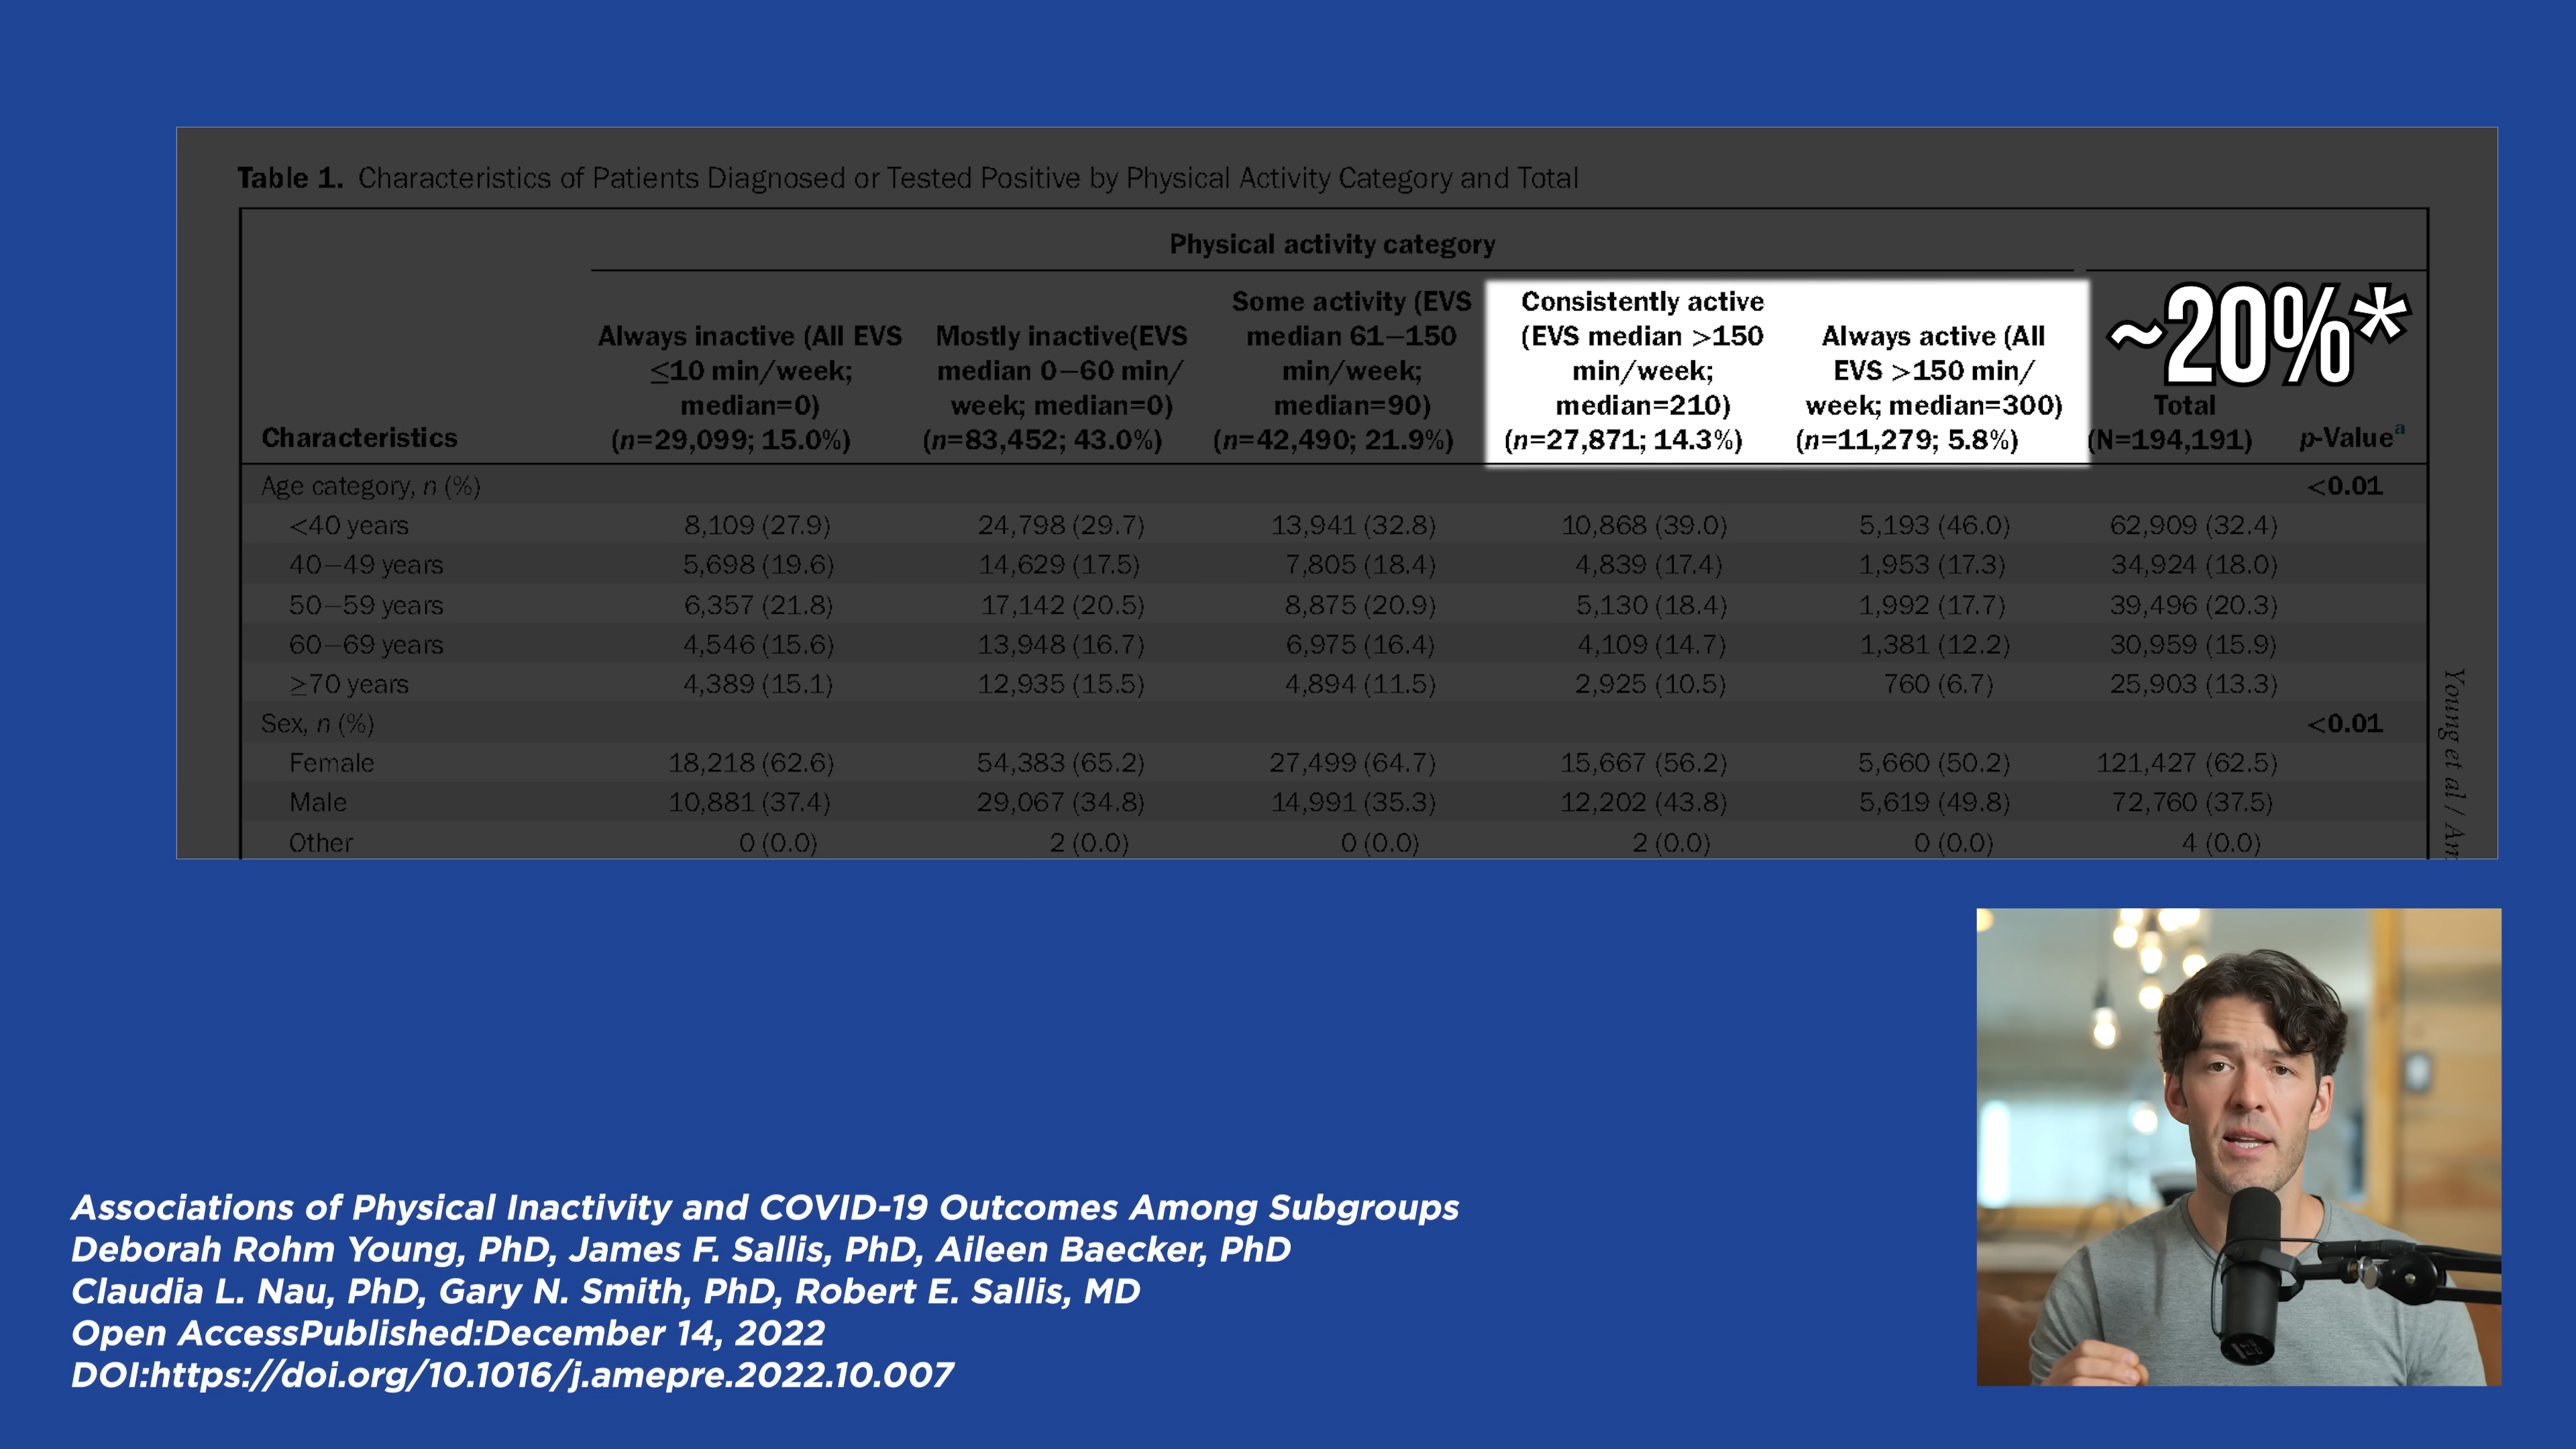 Table 1. Characteristics of Patients Diagnosed or Tested Positive by Physical Activity Category and Total
Physical activity category
Characteristics
Always inactive (All EVS
≤10 min/week;
median=0)
(n=29,099; 15.0%)
Mostly inactive(EVS
median 0–60 min/
week; median=0)
(n=83,452; 43.0%)
Some activity (EVS
median 61–150
min/week;
median=90)
(n=42,490; 21.9%)
Consistently active
(EVS median >150
min/week;
median=210)
(n=27,871; 14.3%)
Always active (All
EVS >150 min/
week; median=300)
(n=11,279; 5.8%)
~20%*
Total
(N=194,191)
p-Valueᵃ
Age category, n (%) <0.01
<40 years 8,109 (27.9) 24,798 (29.7) 13,941 (32.8) 10,868 (39.0) 5,193 (46.0) 62,909 (32.4)
40–49 years 5,698 (19.6) 14,629 (17.5) 7,805 (18.4) 4,839 (17.4) 1,953 (17.3) 34,924 (18.0)
50–59 years 6,357 (21.8) 17,142 (20.5) 8,875 (20.9) 5,130 (18.4) 1,992 (17.7) 39,496 (20.3)
60–69 years 4,546 (15.6) 13,948 (16.7) 6,975 (16.4) 4,109 (14.7) 1,381 (12.2) 30,959 (15.9)
≥70 years 4,389 (15.1) 12,935 (15.5) 4,894 (11.5) 2,925 (10.5) 760 (6.7) 25,903 (13.3)
Sex, n (%) <0.01
Female 18,218 (62.6) 54,383 (65.2) 27,499 (64.7) 15,667 (56.2) 5,660 (50.2) 121,427 (62.5)
Male 10,881 (37.4) 29,067 (34.8) 14,991 (35.3) 12,202 (43.8) 5,619 (49.8) 72,760 (37.5)
Other 0 (0.0) 2 (0.0) 0 (0.0) 2 (0.0) 0 (0.0) 4 (0.0)
Young et al / Am
Associations of Physical Inactivity and COVID-19 Outcomes Among Subgroups
Deborah Rohm Young, PhD, James F. Sallis, PhD, Aileen Baecker, PhD
Claudia L. Nau, PhD, Gary N. Smith, PhD, Robert E. Sallis, MD
Open AccessPublished:December 14, 2022
DOI:https://doi.org/10.1016/j.amepre.2022.10.007